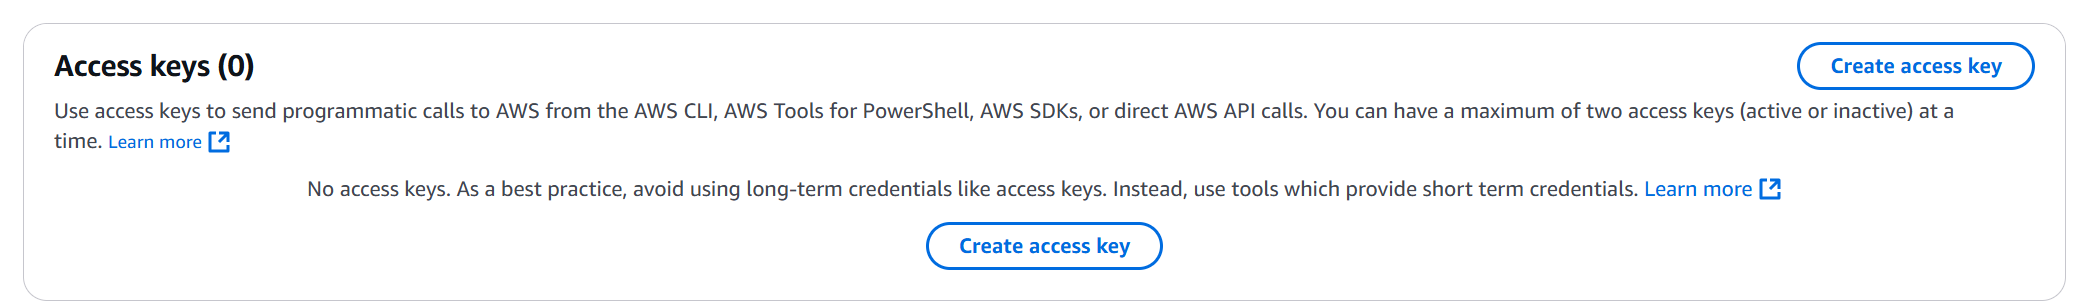 Access keys (0)
Create access key
Use access keys to send programmatic calls to AWS from the AWS CLI, AWS Tools for PowerShell, AWS SDKs, or direct AWS API calls. You can have a maximum of two access keys (active or inactive) at a
time. Learn more
No access keys. As a best practice, avoid using long-term credentials like access keys. Instead, use tools which provide short term credentials. Learn more
Create access key